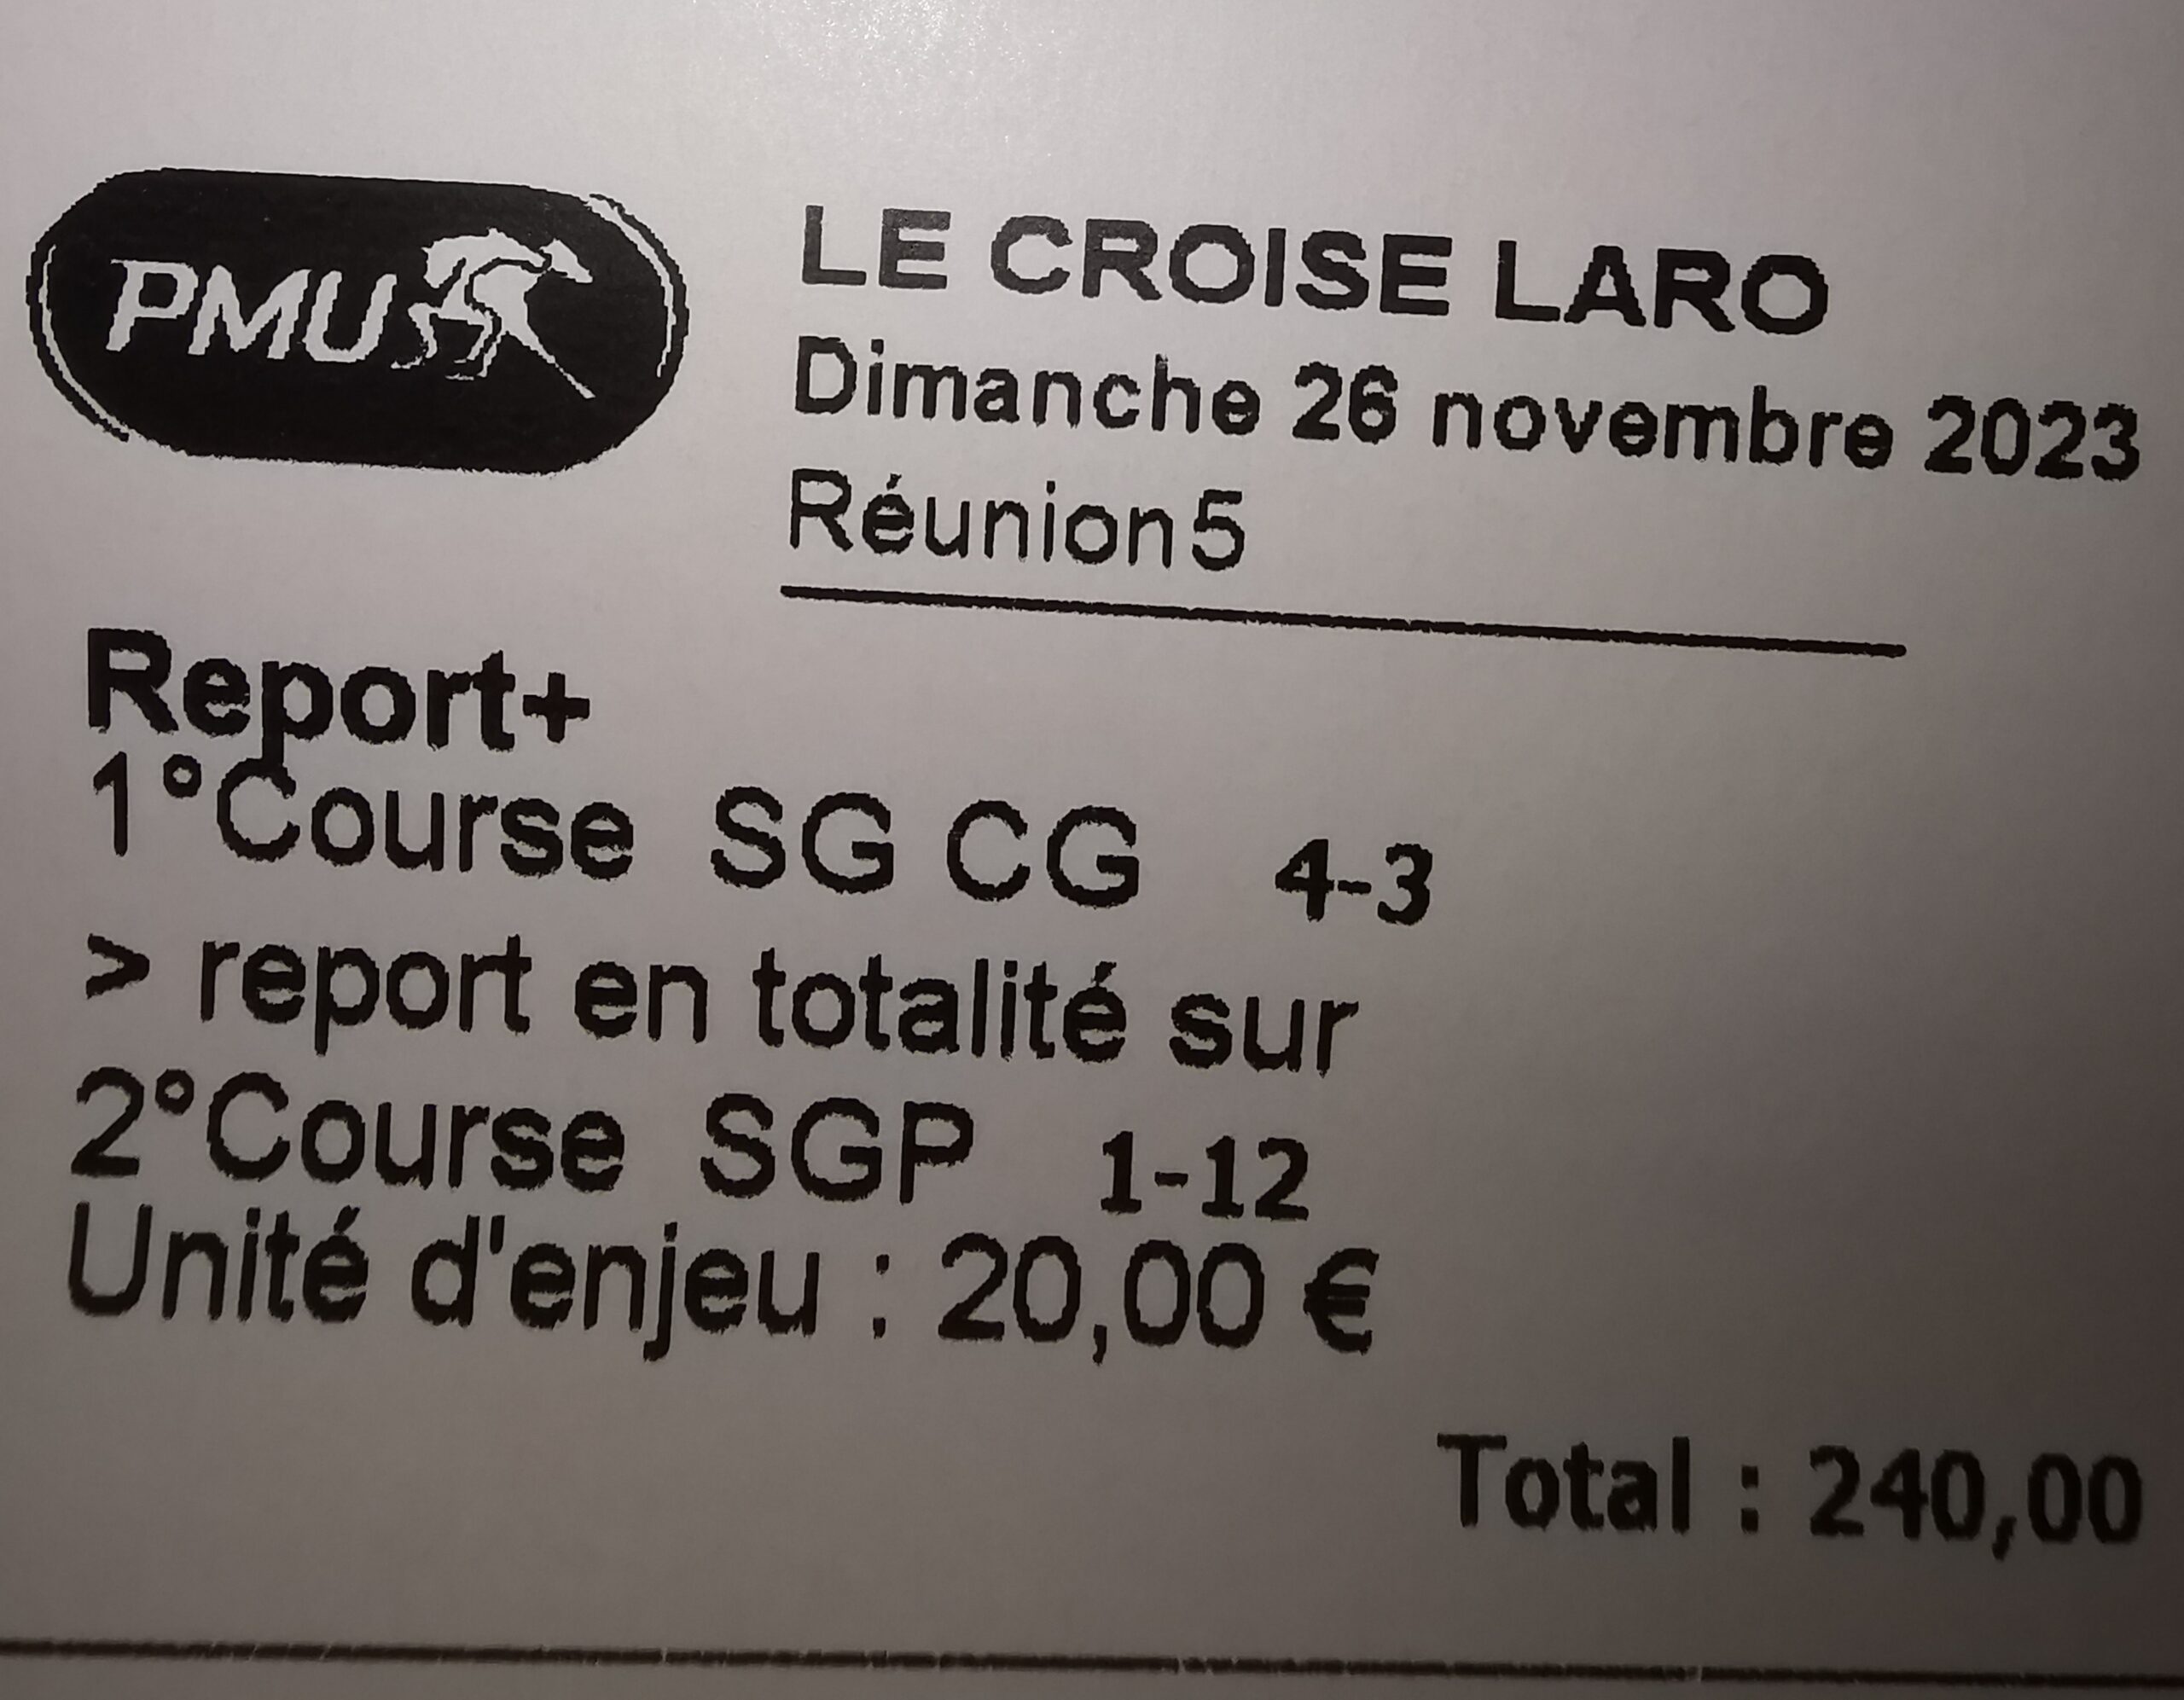 PMU
LE CROISE LARO
Dimanche 26 novembre 2023
Réunion5
Report+
1°Course SG CG 4-3
> report en totalité sur
2°Course SGP 1-12
Unité d'enjeu : 20,00 €
Total : 240,00